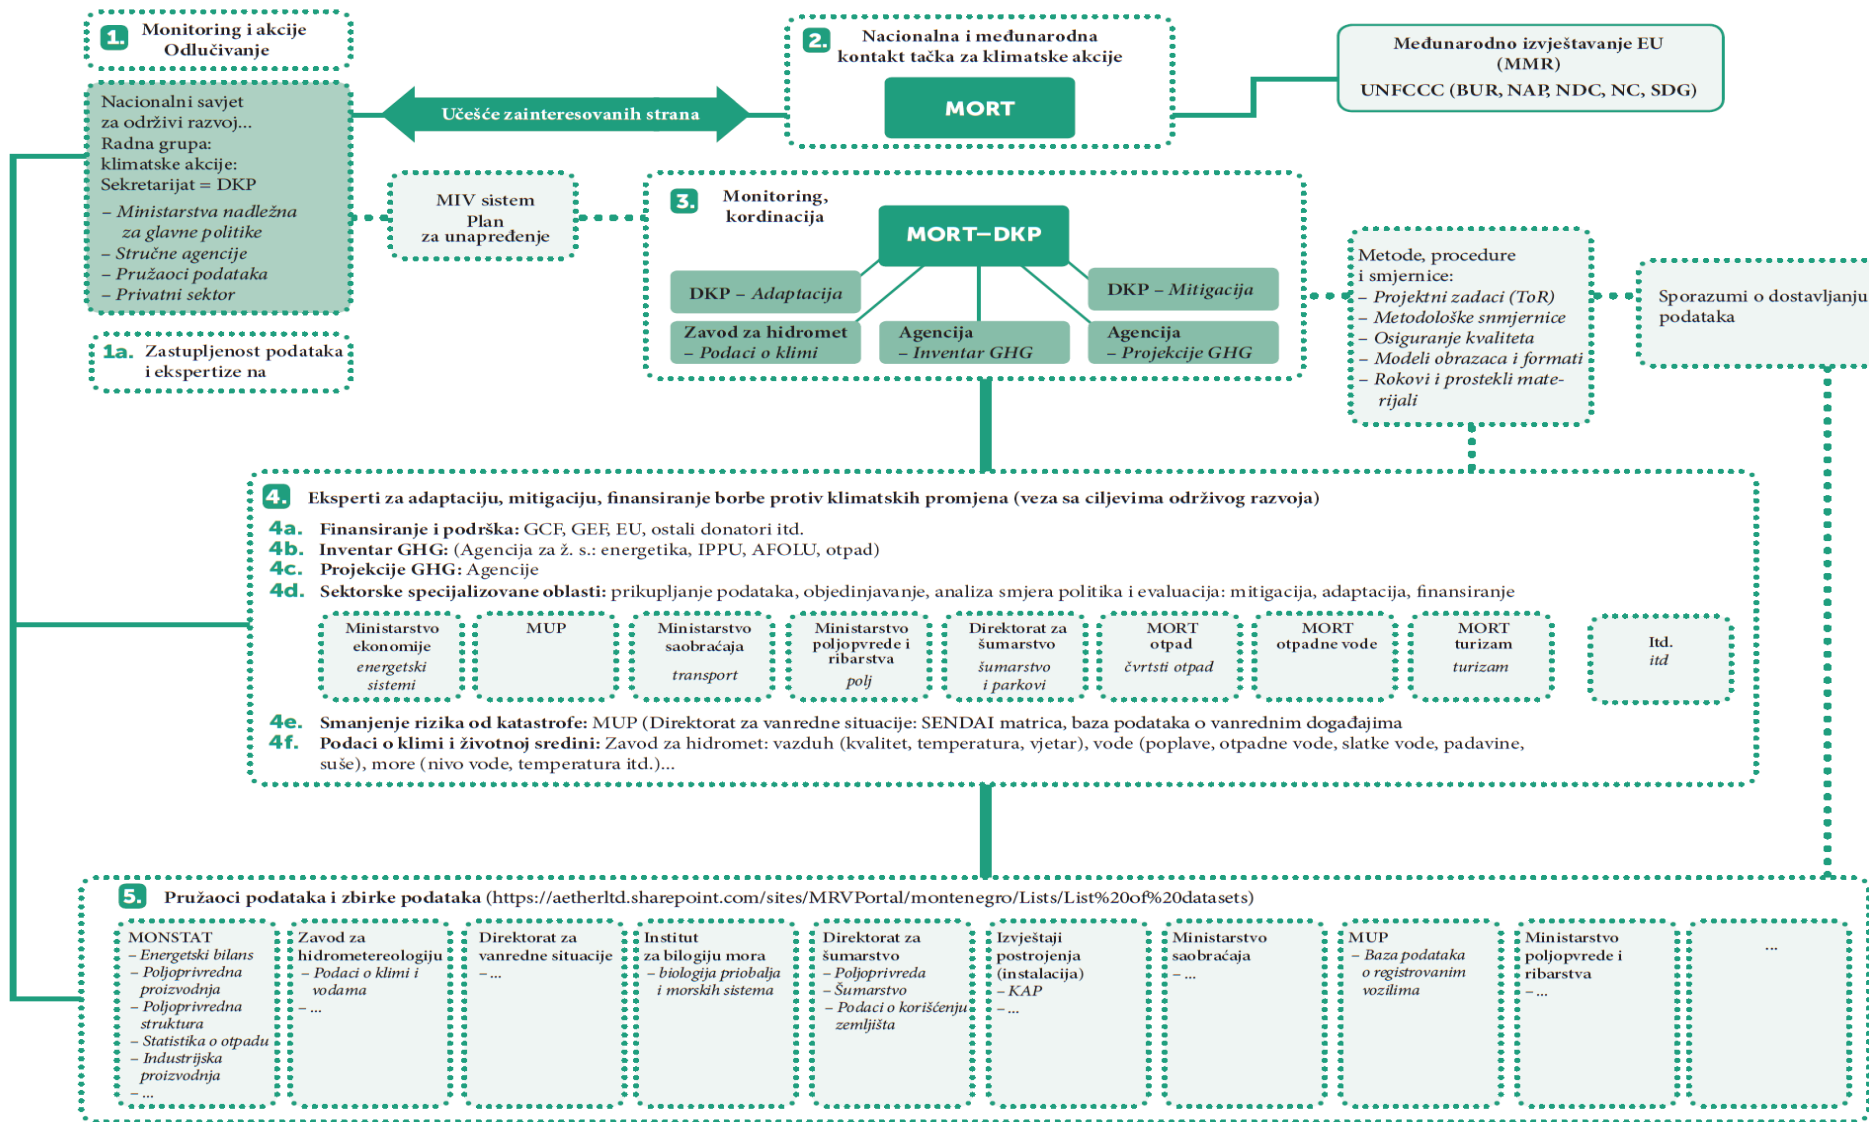 1. Monitoring i akcije
Odlučivanje
Nacionalni savjet
za održivi razvoj...
Radna grupa:
klimatske akcije:
Sekretarijat = DKP
– Ministarstva nadležna
za glavne politike
– Stručne agencije
– Pružaoci podataka
– Privatni sektor
1a. Zastupljenost podataka
i ekspertize na
Učešće zainteresovanih strana
2. Nacionalna i međunarodna
kontakt tačka za klimatske akcije
MORT
Međunarodno izvještavanje EU
(MMR)
UNFCCC (BUR, NAP, NDC, NC, SDG)
MIV sistem
Plan
za unapređenje
3. Monitoring,
kordinacija
MORT–DKP
DKP – Adaptacija
DKP – Mitigacija
Zavod za hidromet
– Podaci o klimi
Agencija
– Inventar GHG
Agencija
– Projekcije GHG
Metode, procedure
i smjernice:
– Projektni zadaci (ToR)
– Metodološke snmjernice
– Osiguranje kvaliteta
– Modeli obrazaca i formati
– Rokovi i prostekli mate-
rijali
Sporazumi o dostavljanju
podataka
4. Eksperti za adaptaciju, mitigaciju, finansiranje borbe protiv klimatskih promjena (veza sa ciljevima održivog razvoja)
4a. Finansiranje i podrška: GCF, GEF, EU, ostali donatori itd.
4b. Inventar GHG: (Agencija za ž. s.: energetika, IPPU, AFOLU, otpad)
4c. Projekcije GHG: Agencije
4d. Sektorske specijalizovane oblasti: prikupljanje podataka, objedinjavanje, analiza smjera politika i evaluacija: mitigacija, adaptacija, finansiranje
Ministarstvo
ekonomije
energetski
sistemi
MUP
Ministarstvo
saobraćaja
transport
Ministarstvo
poljopvrede i
ribarstva
polj
Direktorat za
šumarstvo
šumarstvo
i parkovi
MORT
otpad
čvrtsti otpad
MORT
otpadne vode
MORT
turizam
turizam
Itd.
itd
4e. Smanjenje rizika od katastrofe: MUP (Direktorat za vanredne situacije: SENDAI matrica, baza podataka o vanrednim događajima
4f. Podaci o klimi i životnoj sredini: Zavod za hidromet: vazduh (kvalitet, temperatura, vjetar), vode (poplave, otpadne vode, slatke vode, padavine,
suše), more (nivo vode, temperatura itd.)...
5. Pružaoci podataka i zbirke podataka (https://aetherltd.sharepoint.com/sites/MRVPortal/montenegro/Lists/List%20of%20datasets)
MONSTAT
– Energetski bilans
– Poljoprivredna
proizvodnja
– Poljoprivredna
struktura
– Statistika o otpadu
– Industrijska
proizvodnja
– ...
Zavod za
hidrometereologiju
– Podaci o klimi i
vodama
– ...
Direktorat za
vanredne situacije
– ...
Institut
za bilogiju mora
– biologija priobalja
i morskih sistema
Direktorat za
šumarstvo
– Poljoprivreda
– Šumarstvo
– Podaci o korišćenju
zemljišta
Izvještaji
postrojenja
(instalacija)
– KAP
– ...
Ministarstvo
saobraćaja
– ...
MUP
– Baza podataka
o registrovanim
vozilima
Ministarstvo
poljopvrede i
ribarstva
– ...
...